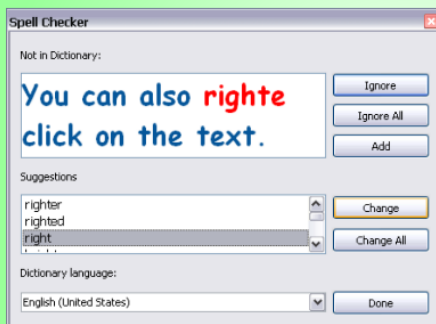 Spell Checker
Not in Dictionary:
You can also righte
click on the text.
Ignore
Ignore All
Add
Suggestions
righter
righted
right
Change
Change All
Dictionary language:
English (United States)
Done